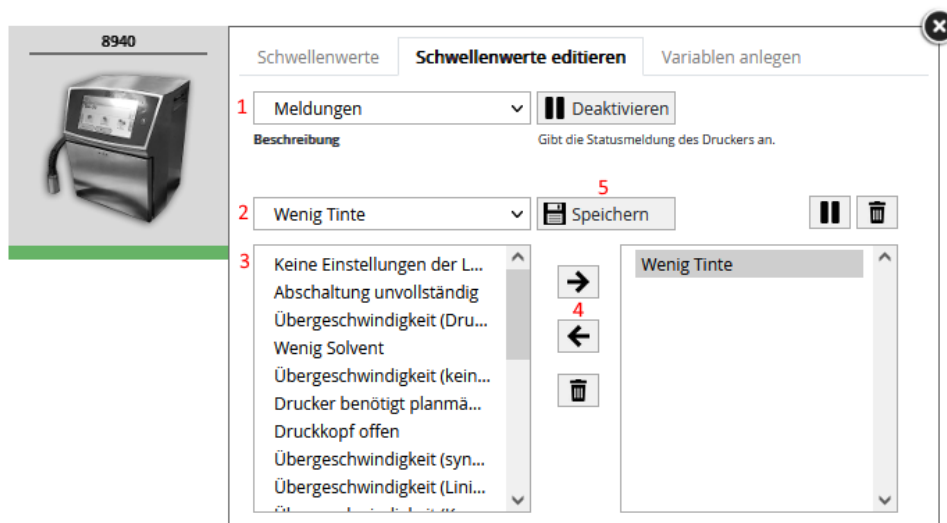 8940
Schwellenwerte Schwellenwerte editieren Variablen anlegen
1 Meldungen Deaktivieren
Beschreibung Gibt die Statusmeldung des Druckers an.
5
2 Wenig Tinte Speichern
3 Keine Einstellungen der L... Wenig Tinte
Abschaltung unvollständig
Übergeschwindigkeit (Dru...
4
Wenig Solvent
Übergeschwindigkeit (kein...
Drucker benötigt planmä...
Druckkopf offen
Übergeschwindigkeit (syn...
Übergeschwindigkeit (Lini...